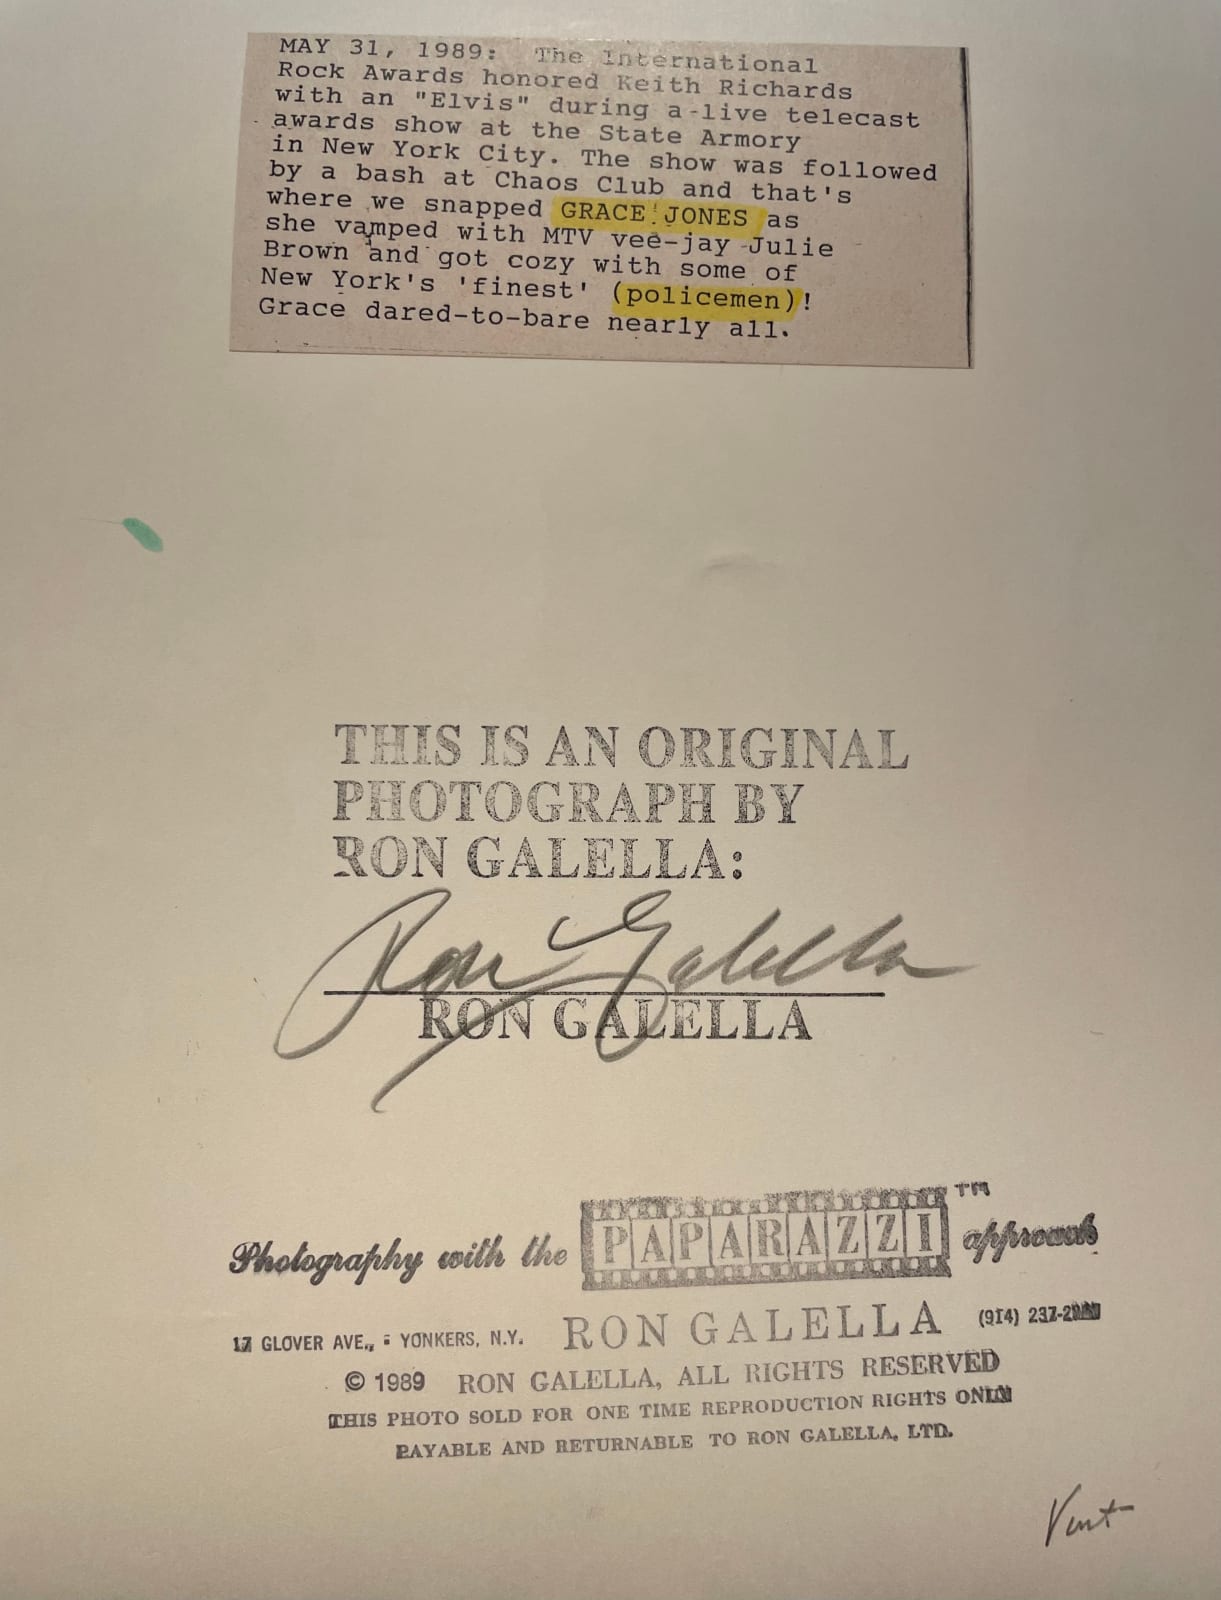 MAY 31, 1989: The International
Rock Awards honored Keith Richards
with an "Elvis" during a live telecast
awards show at the State Armory
in New York City. The show was followed
by a bash at Chaos Club and that's
where we snapped GRACE JONES as
she vamped with MTV vee-jay Julie
Brown and got cozy with some of
New York's 'finest' (policemen)!
Grace dared-to-bare nearly all.
THIS IS AN ORIGINAL
PHOTOGRAPH BY
RON GALELLA:
Ron Galella
RON GALELLA
Photography with the PAPARAZZI™ approach
17 GLOVER AVE., YONKERS, N.Y. RON GALELLA (914) 237-
© 1989 RON GALELLA, ALL RIGHTS RESERVED
THIS PHOTO SOLD FOR ONE TIME REPRODUCTION RIGHTS ONLY
PAYABLE AND RETURNABLE TO RON GALELLA, LTD.